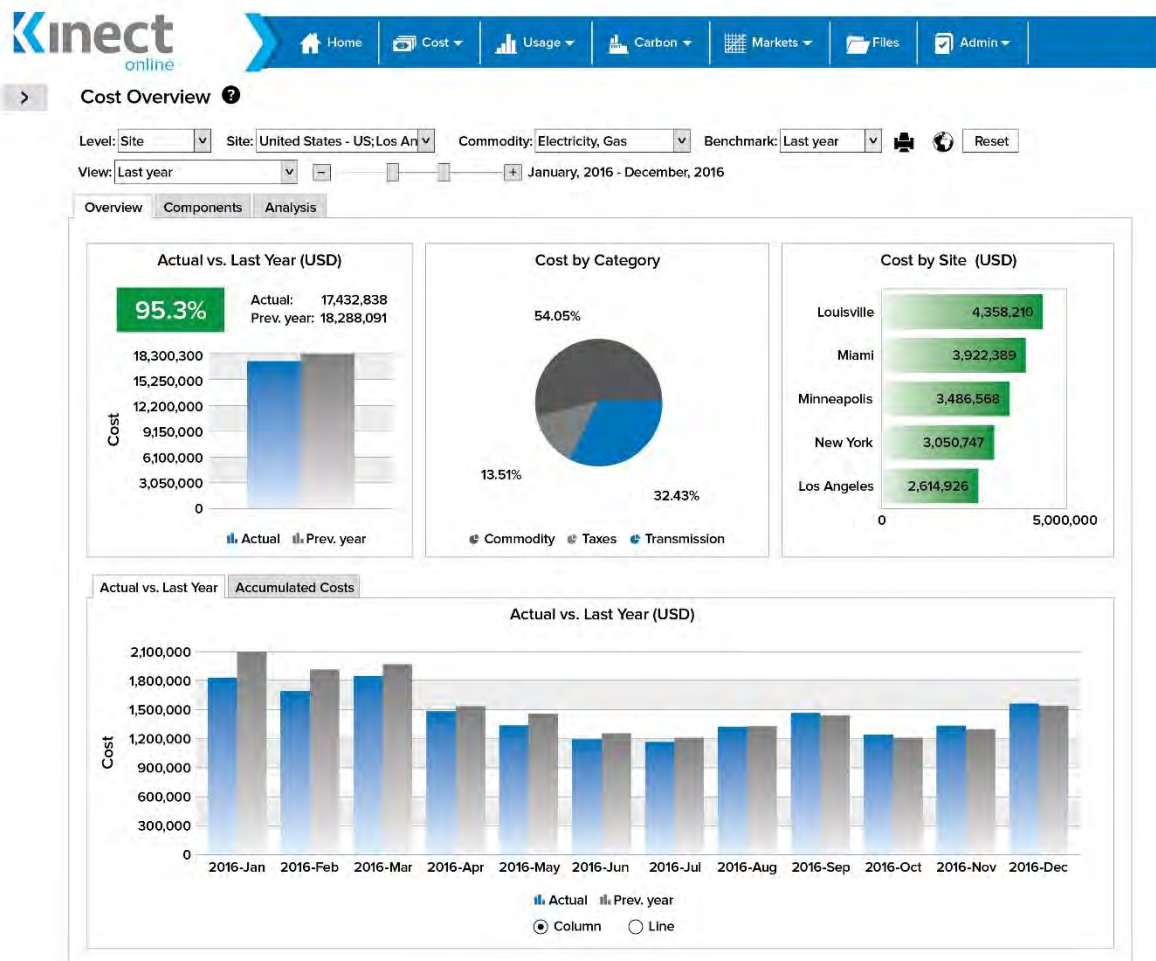 Kinect
online
Home
Cost
Usage
Carbon
Markets
Files
Admin
>
Cost Overview ?
Level: Site Site: United States - US;Los An Commodity: Electricity, Gas Benchmark: Last year Reset
View: Last year - + January, 2016 - December, 2016
Overview Components Analysis
Actual vs. Last Year (USD)
95.3%
Actual: 17,432,838
Prev. year: 18,288,091
18,300,300
15,250,000
12,200,000
9,150,000
6,100,000
3,050,000
0
Cost
Actual Prev. year
Cost by Category
54.05%
13.51%
32.43%
Commodity Taxes Transmission
Cost by Site (USD)
Louisville 4,358,210
Miami 3,922,389
Minneapolis 3,486,568
New York 3,050,747
Los Angeles 2,614,926
0 5,000,000
Actual vs. Last Year Accumulated Costs
Actual vs. Last Year (USD)
2,100,000
1,800,000
1,500,000
1,200,000
900,000
600,000
300,000
0
Cost
2016-Jan 2016-Feb 2016-Mar 2016-Apr 2016-May 2016-Jun 2016-Jul 2016-Aug 2016-Sep 2016-Oct 2016-Nov 2016-Dec
Actual Prev. year
Column Line